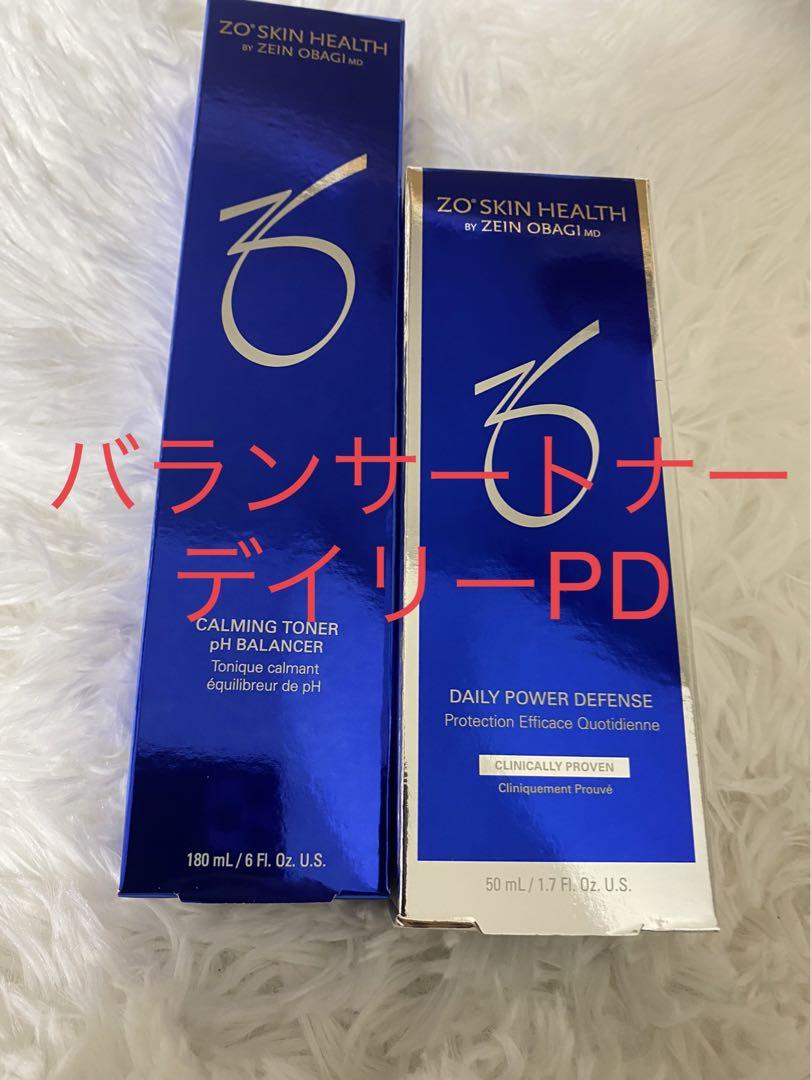 ZO® SKIN HEALTH
BY ZEIN OBAGI MD
CALMING TONER
pH BALANCER
Tonique calmant
équilibreur de pH
180 mL / 6 Fl. Oz. U.S.
ZO® SKIN HEALTH
BY ZEIN OBAGI MD
DAILY POWER DEFENSE
Protection Efficace Quotidienne
CLINICALLY PROVEN
Cliniquement Prouvé
50 mL / 1.7 Fl. Oz. U.S.
バランサートナー
デイリーPD